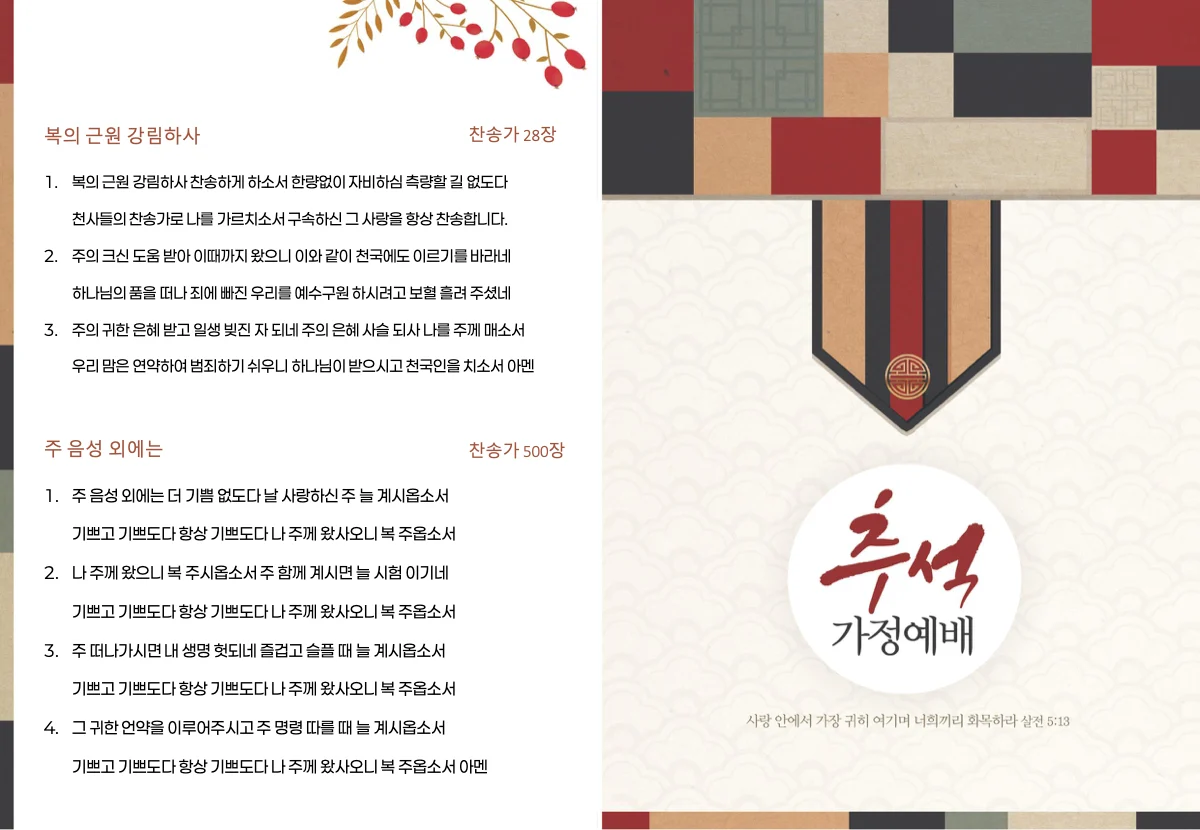 복의 근원 강림하사
찬송가 28장
1. 복의 근원 강림하사 찬송하게 하소서 한량없이 자비하심 측량할 길 없도다
천사들의 찬송가로 나를 가르치소서 구속하신 그 사랑을 항상 찬송합니다.
2. 주의 크신 도움 받아 이때까지 왔으니 이와 같이 천국에도 이르기를 바라네
하나님의 품을 떠나 죄에 빠진 우리를 예수구원 하시려고 보혈 흘려 주셨네
3. 주의 귀한 은혜 받고 일생 빚진 자 되네 주의 은혜 사슬 되사 나를 주께 매소서
우리 맘은 연약하여 범죄하기 쉬우니 하나님이 받으시고 천국인을 치소서 아멘
주 음성 외에는
찬송가 500장
1. 주 음성 외에는 더 기쁨 없도다 날 사랑하신 주 늘 계시옵소서
기쁘고 기쁘도다 항상 기쁘도다 나 주께 왔사오니 복 주옵소서
2. 나 주께 왔으니 복 주시옵소서 주 함께 계시면 늘 시험 이기네
기쁘고 기쁘도다 항상 기쁘도다 나 주께 왔사오니 복 주옵소서
3. 주 떠나가시면 내 생명 헛되네 즐겁고 슬플 때 늘 계시옵소서
기쁘고 기쁘도다 항상 기쁘도다 나 주께 왔사오니 복 주옵소서
4. 그 귀한 언약을 이루어주시고 주 명령 따를 때 늘 계시옵소서
기쁘고 기쁘도다 항상 기쁘도다 나 주께 왔사오니 복 주옵소서 아멘
추석
가정예배
사랑 안에서 가장 귀히 여기며 너희끼리 화목하라 살전 5:13